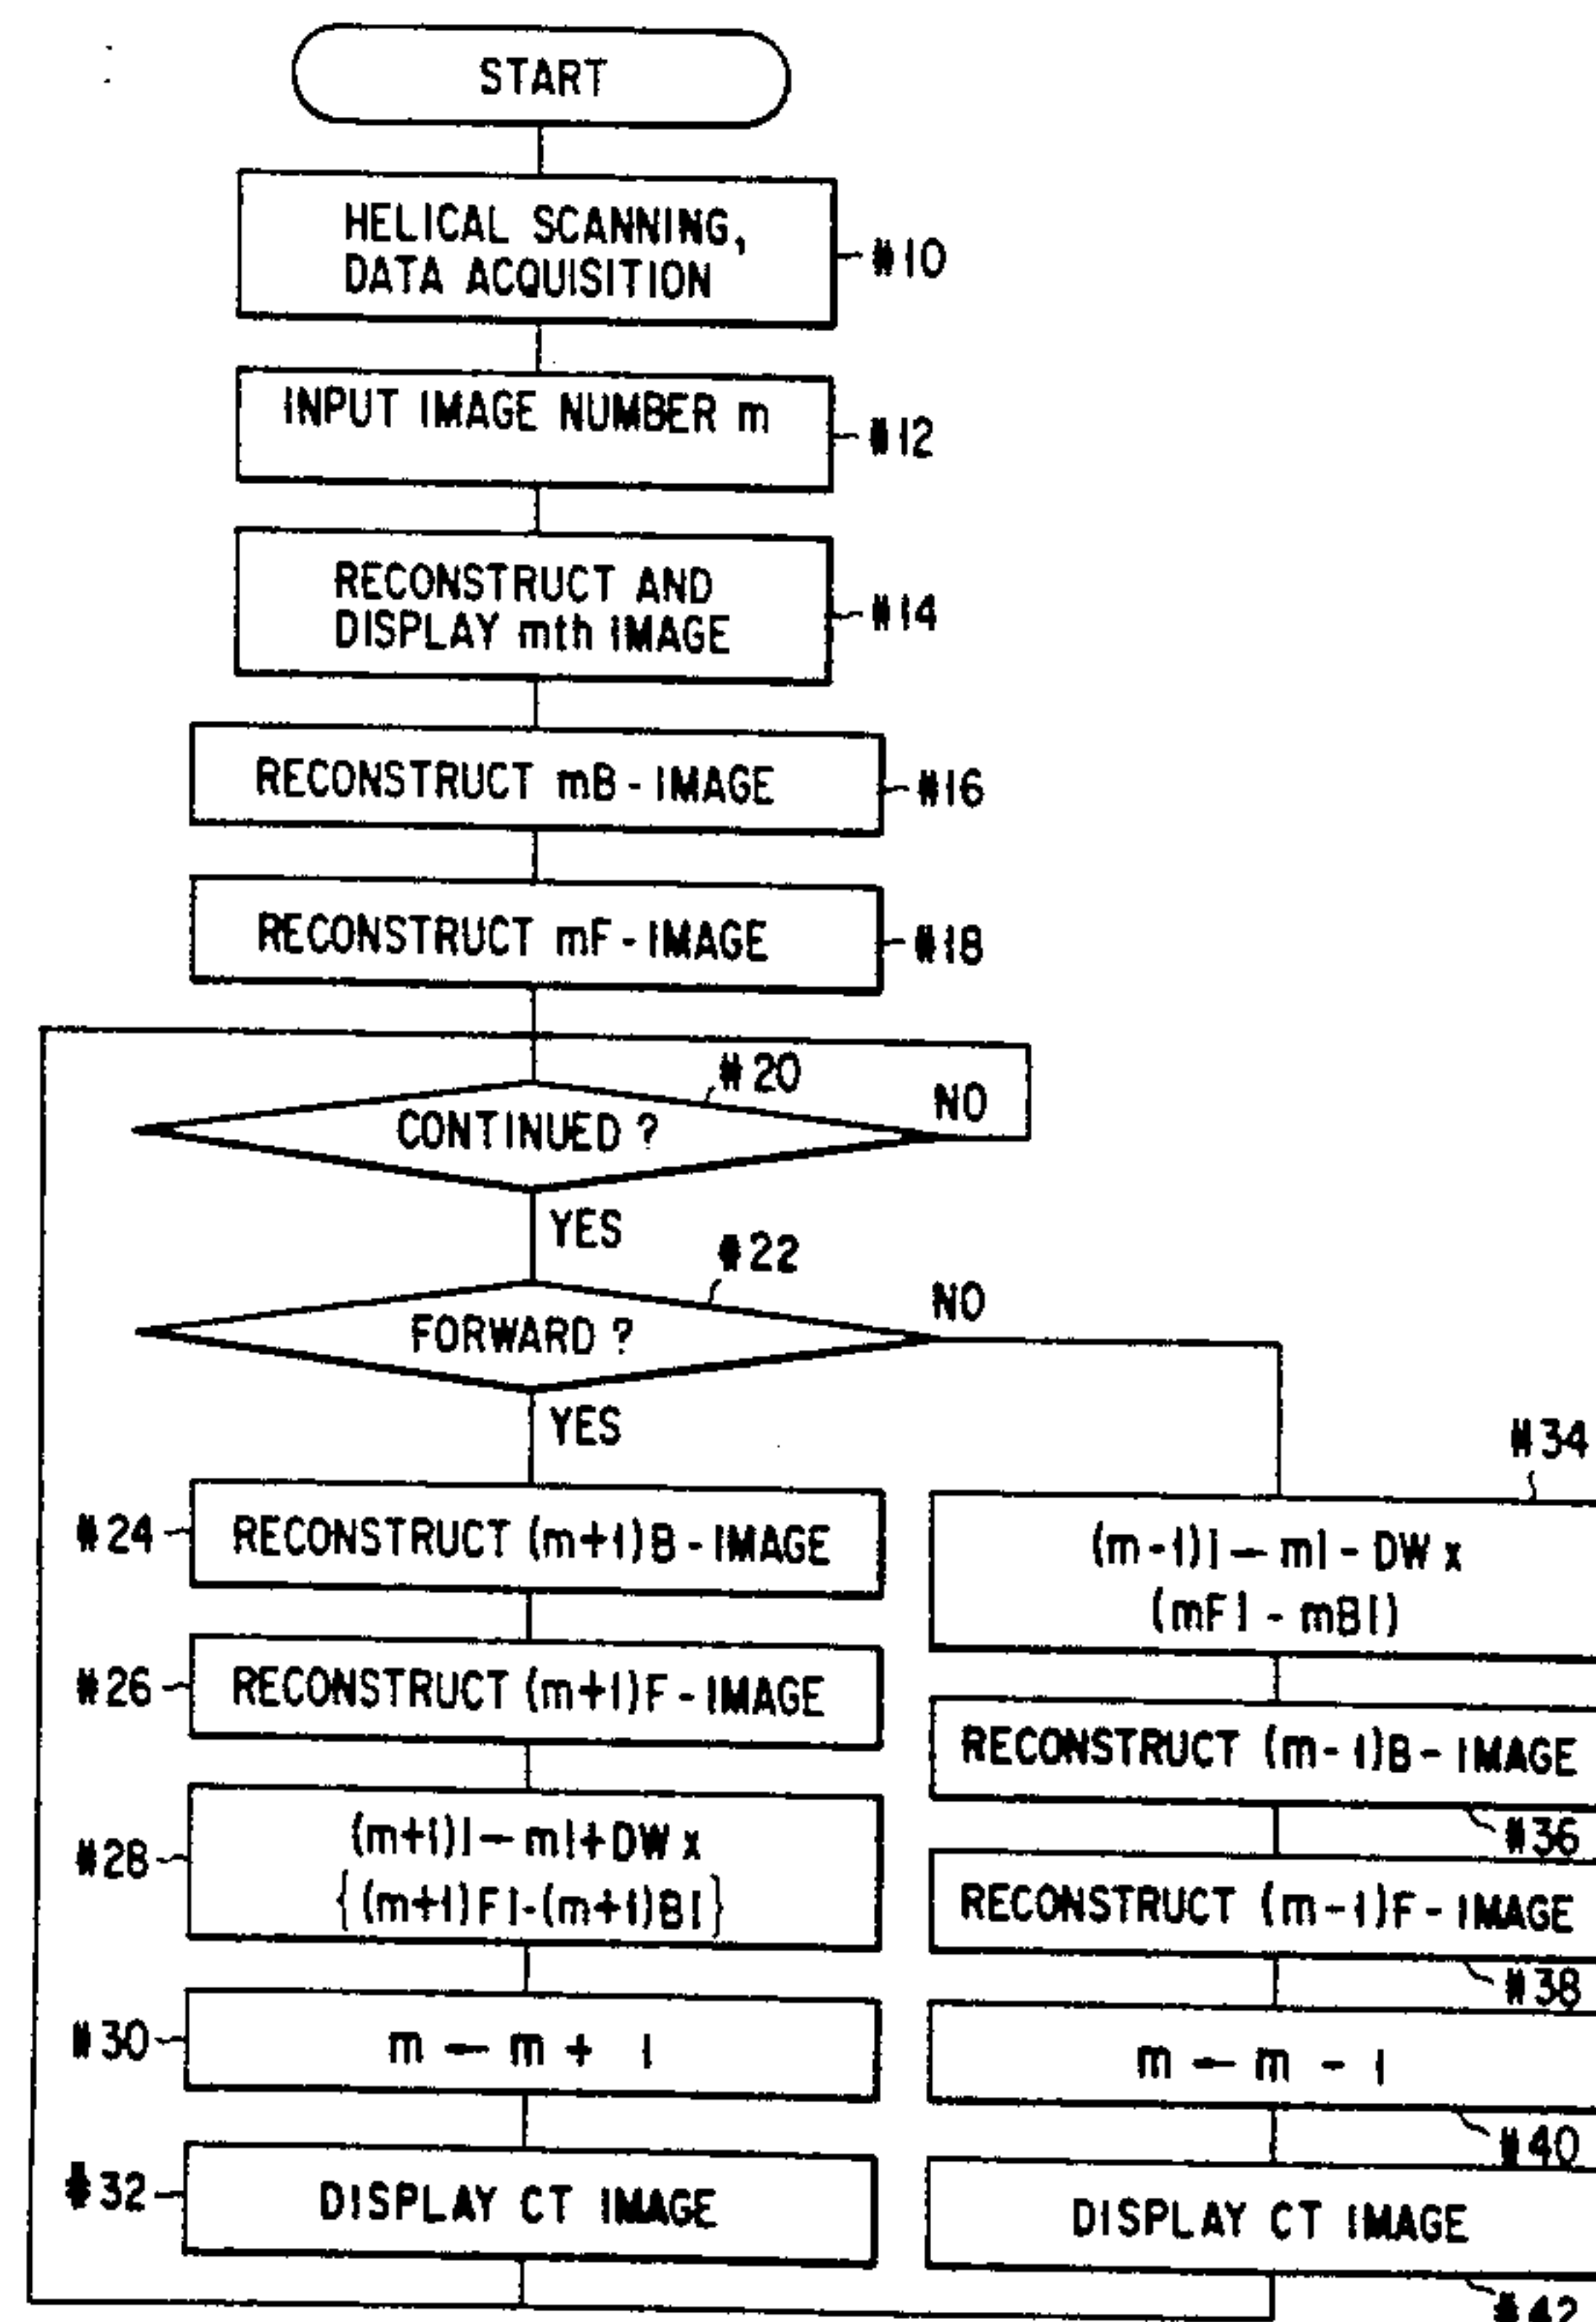 START
HELICAL SCANNING,
DATA ACQUISITION
#10
INPUT IMAGE NUMBER m
#12
RECONSTRUCT AND
DISPLAY mth IMAGE
#14
RECONSTRUCT mB-IMAGE
#16
RECONSTRUCT mF-IMAGE
#18
#20
CONTINUED ?
NO
YES
#22
FORWARD ?
NO
YES
#24
RECONSTRUCT (m+1)B-IMAGE
#26
RECONSTRUCT (m+1)F-IMAGE
#28
(m+1)I — mI+DW x
{(m+1)FI-(m+1)BI}
#30
m — m + 1
#32
DISPLAY CT IMAGE
#34
(m-1)I — mI - DW x
(mFI - mBI)
RECONSTRUCT (m-1)B-IMAGE
#36
RECONSTRUCT (m-1)F-IMAGE
#38
m — m - 1
#40
DISPLAY CT IMAGE
#42